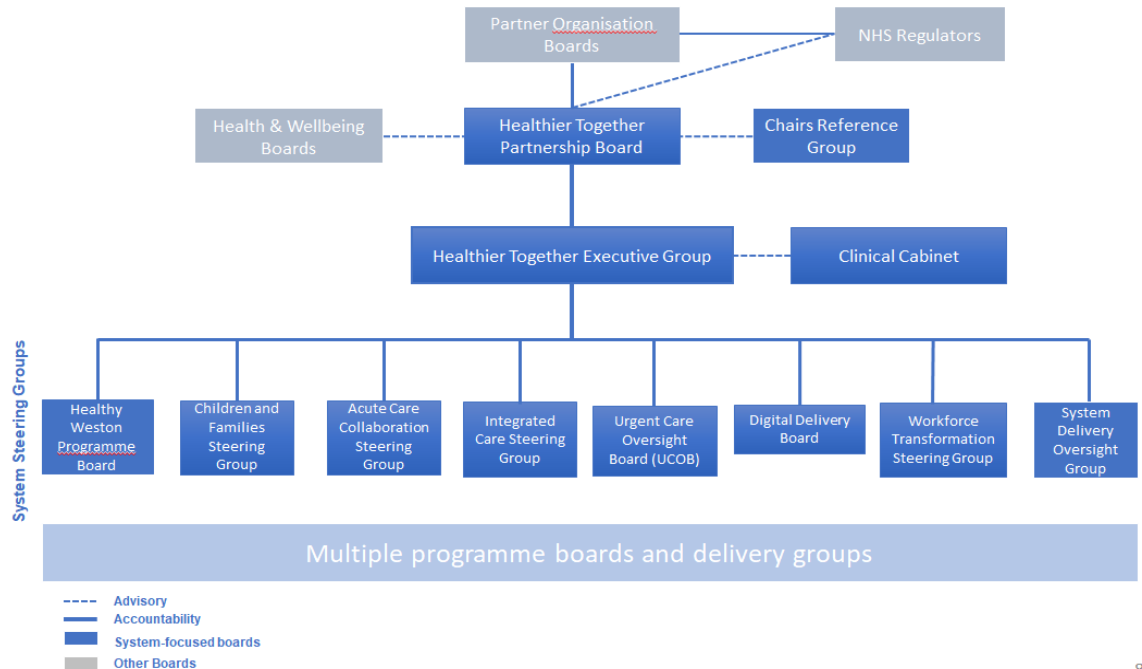 Partner Organisation
Boards
NHS Regulators
Health & Wellbeing
Boards
Healthier Together
Partnership Board
Chairs Reference
Group
Healthier Together Executive Group
Clinical Cabinet
System Steering Groups
Healthy
Weston
Programme
Board
Children and
Families
Steering
Group
Acute Care
Collaboration
Steering
Group
Integrated
Care Steering
Group
Urgent Care
Oversight
Board (UCOB)
Digital Delivery
Board
Workforce
Transformation
Steering Group
System
Delivery
Oversight
Group
Multiple programme boards and delivery groups
Advisory
Accountability
System-focused boards
Other Boards